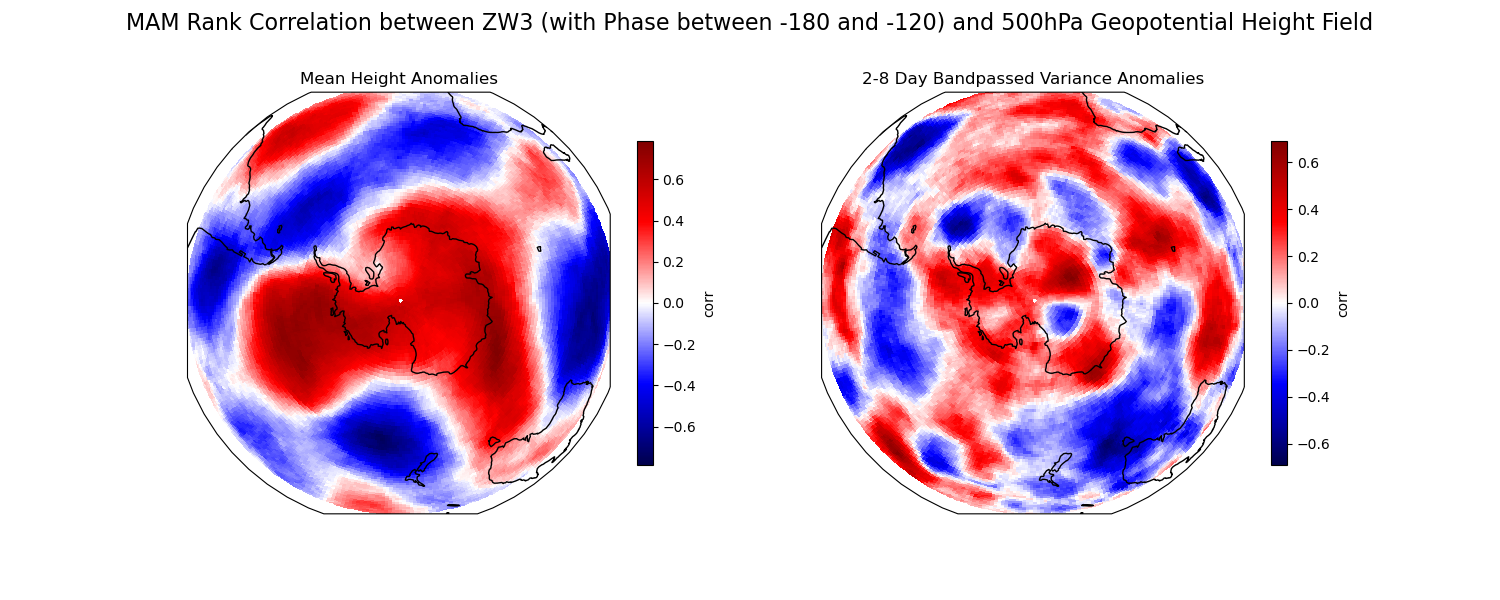 MAM Rank Correlation between ZW3 (with Phase between -180 and -120) and 500hPa Geopotential Height Field
Mean Height Anomalies
0.6
0.4
0.2
0.0
−0.2
−0.4
−0.6
corr
2-8 Day Bandpassed Variance Anomalies
0.6
0.4
0.2
0.0
−0.2
−0.4
−0.6
corr